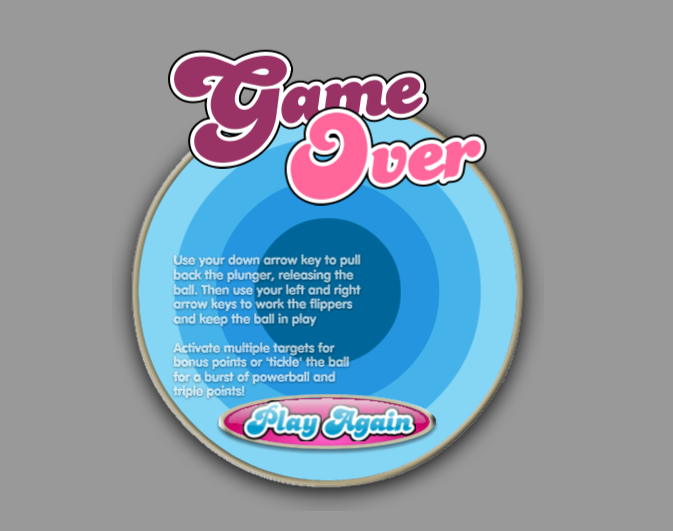 Game
Over
Use your down arrow key to pull
back the plunger, releasing the
ball. Then use your left and right
arrow keys to work the flippers
and keep the ball in play
Activate multiple targets for
bonus points or 'tickle' the ball
for a burst of powerball and
triple points!
Play Again